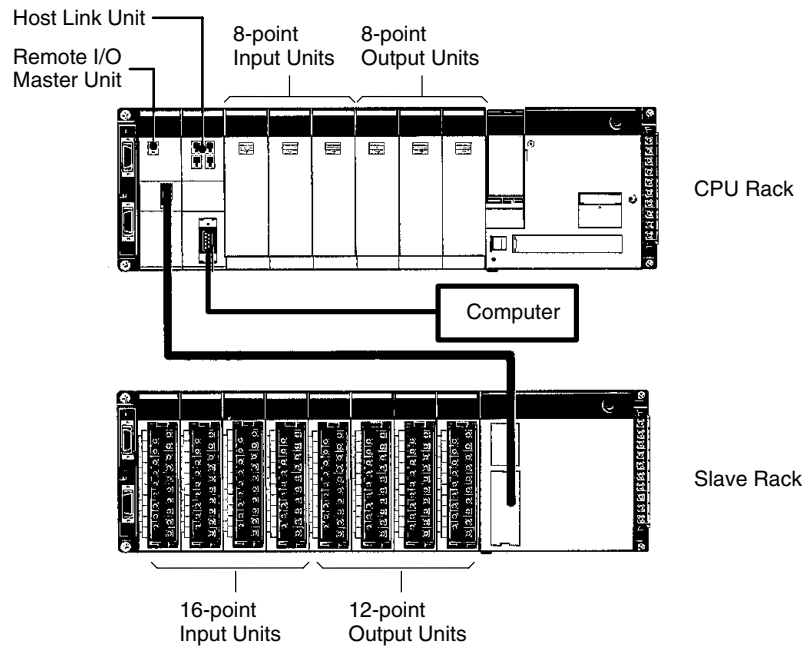 Host Link Unit
Remote I/O
Master Unit
8-point
Input Units
8-point
Output Units
CPU Rack
Computer
Slave Rack
16-point
Input Units
12-point
Output Units